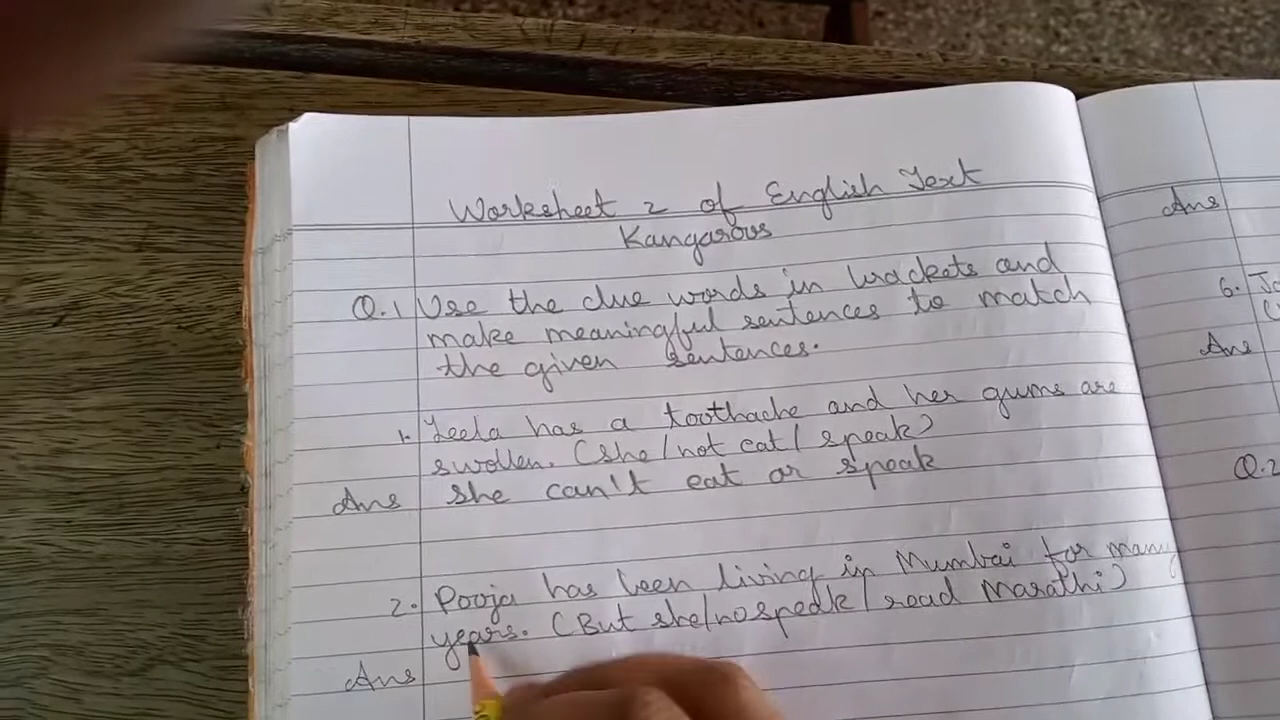 Worksheet 2 of English Text
Kangarous
Q.1 Use the clue words in brackets and
make meaningful sentences to match
the given sentences.
1. Leela has a toothache and her gums are
swollen. (she/not eat/speak)
Ans she can't eat or speak
2. Pooja has been living in Mumbai for many
years. (But she/no speak/read Marathi)
Ans
Ans
6.
Ans
Q.2